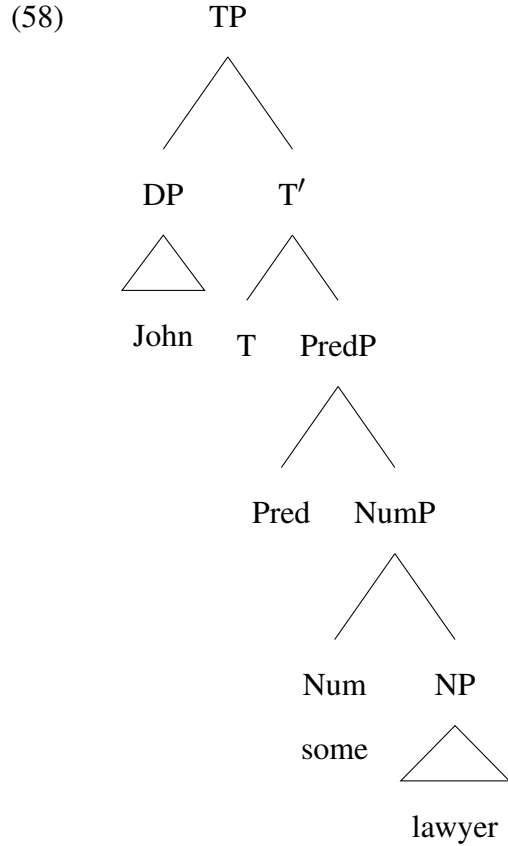 (58) TP
DP T′
John T PredP
Pred NumP
Num NP
some
lawyer